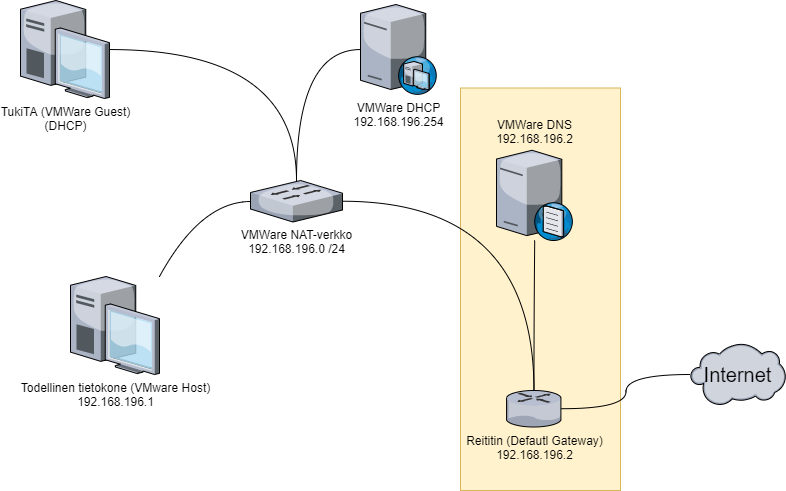 TukiTA (VMWare Guest)
(DHCP)
VMWare DHCP
192.168.196.254
VMWare DNS
192.168.196.2
VMWare NAT-verkko
192.168.196.0 /24
Todellinen tietokone (VMware Host)
192.168.196.1
Internet
Reititin (Defautl Gateway)
192.168.196.2